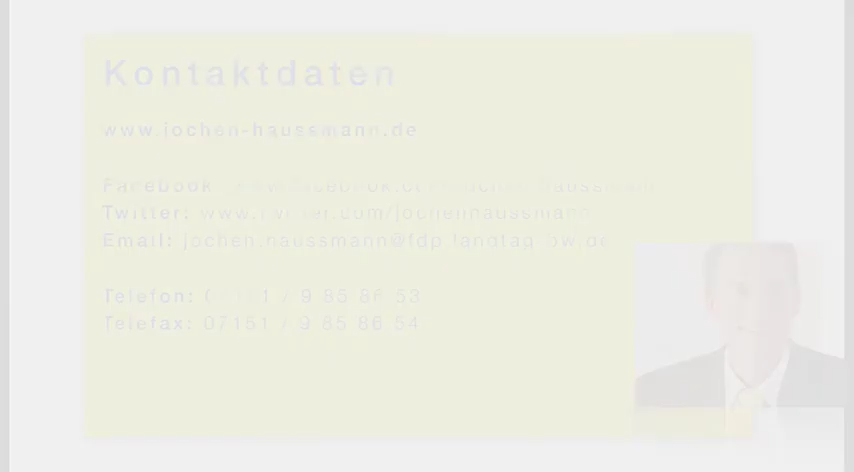 Kontaktdaten
www.jochen-haussmann.de
Facebook:
Twitter: www.twitter.com/jochenhaussmann
Email: jochen.haussmann@fdp.landtag-bw.de
Telefon: / 9 85 86 53
Telefax: 07151 / 9 85 86 54